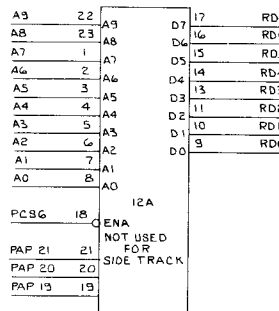 A9 22 A9 D7 17 RD
A8 23 A8 D6 16 RD
A7 1 A7 D5 15 RD
A6 2 A6 D4 14 RD
A5 3 A5 D3 13 RD
A4 4 A4 D2 11 RD
A3 5 A3 D1 10 RD
A2 6 A2 D0 9 RD
A1 7 A1
A0 8 A0
12A
PCS6 18 ENA
NOT USED
FOR
PAP 21 21 SIDE TRACK
PAP 20 20
PAP 19 19